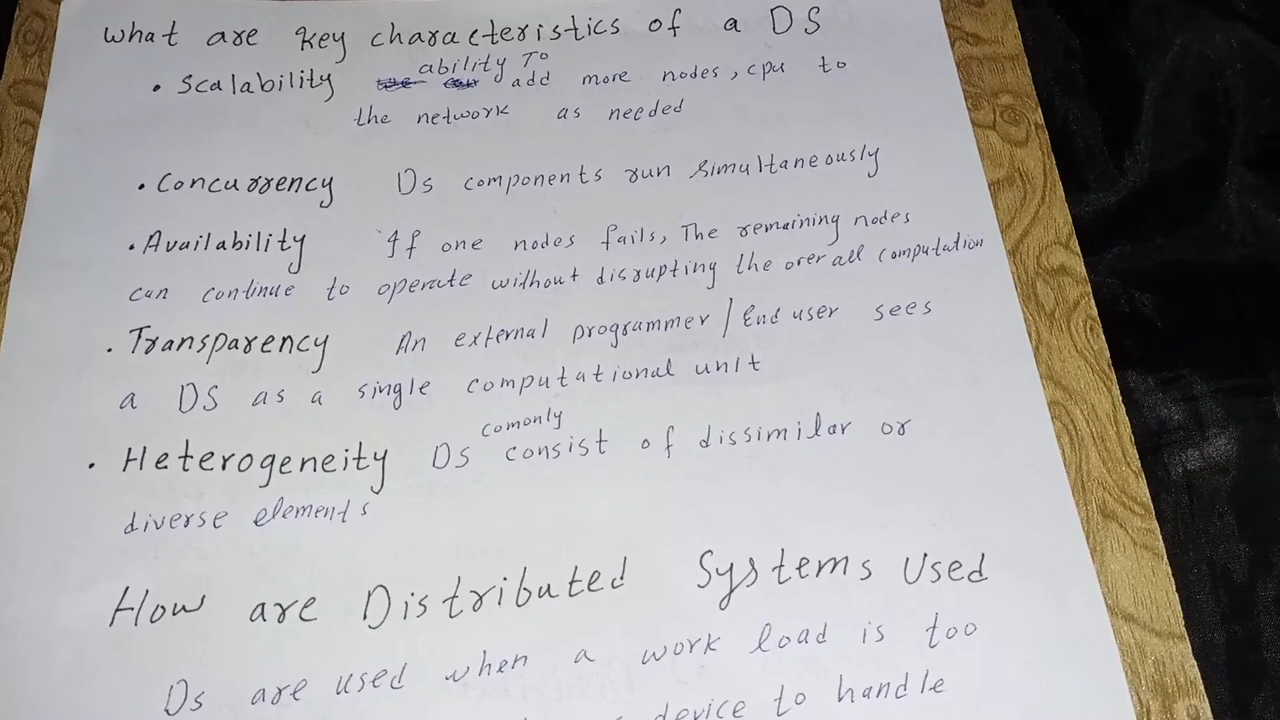 What are key characteristics of a DS
ability To
• Scalability add more nodes, cpu to
the network as needed
• Concurrency Ds components run simultaneously
• Availability If one nodes fails, The remaining nodes
can continue to operate without disrupting the over all computation
• Transparency An external programmer / End user sees
a DS as a single computational unit
comonly
• Heterogeneity DS consist of dissimilar or
diverse elements
How are Distributed Systems Used
Ds are used when a work load is too
device to handle